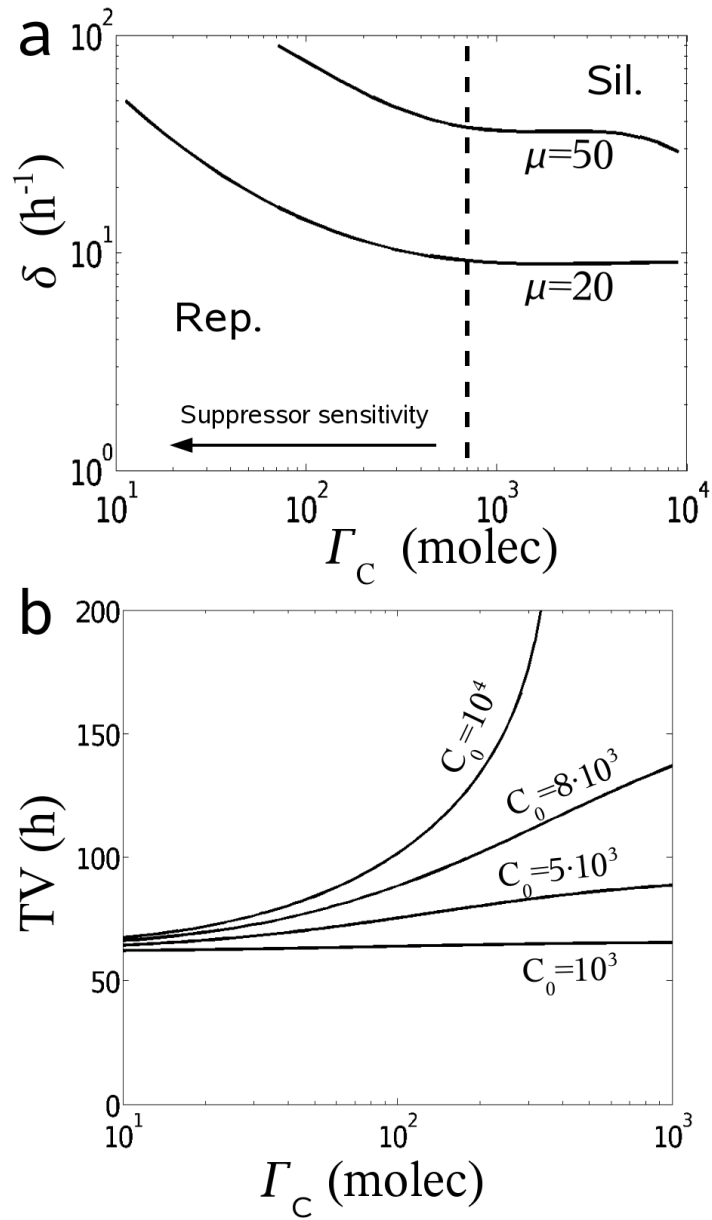 a
10²
Sil.
μ=50
δ (h⁻¹)
10¹
μ=20
Rep.
Suppressor sensitivity
10⁰
10¹ 10² 10³ 10⁴
Γ_C (molec)
b
200
C₀=10⁴
150
C₀=8·10³
TV (h)
100
C₀=5·10³
50
C₀=10³
0
10¹ 10² 10³
Γ_C (molec)